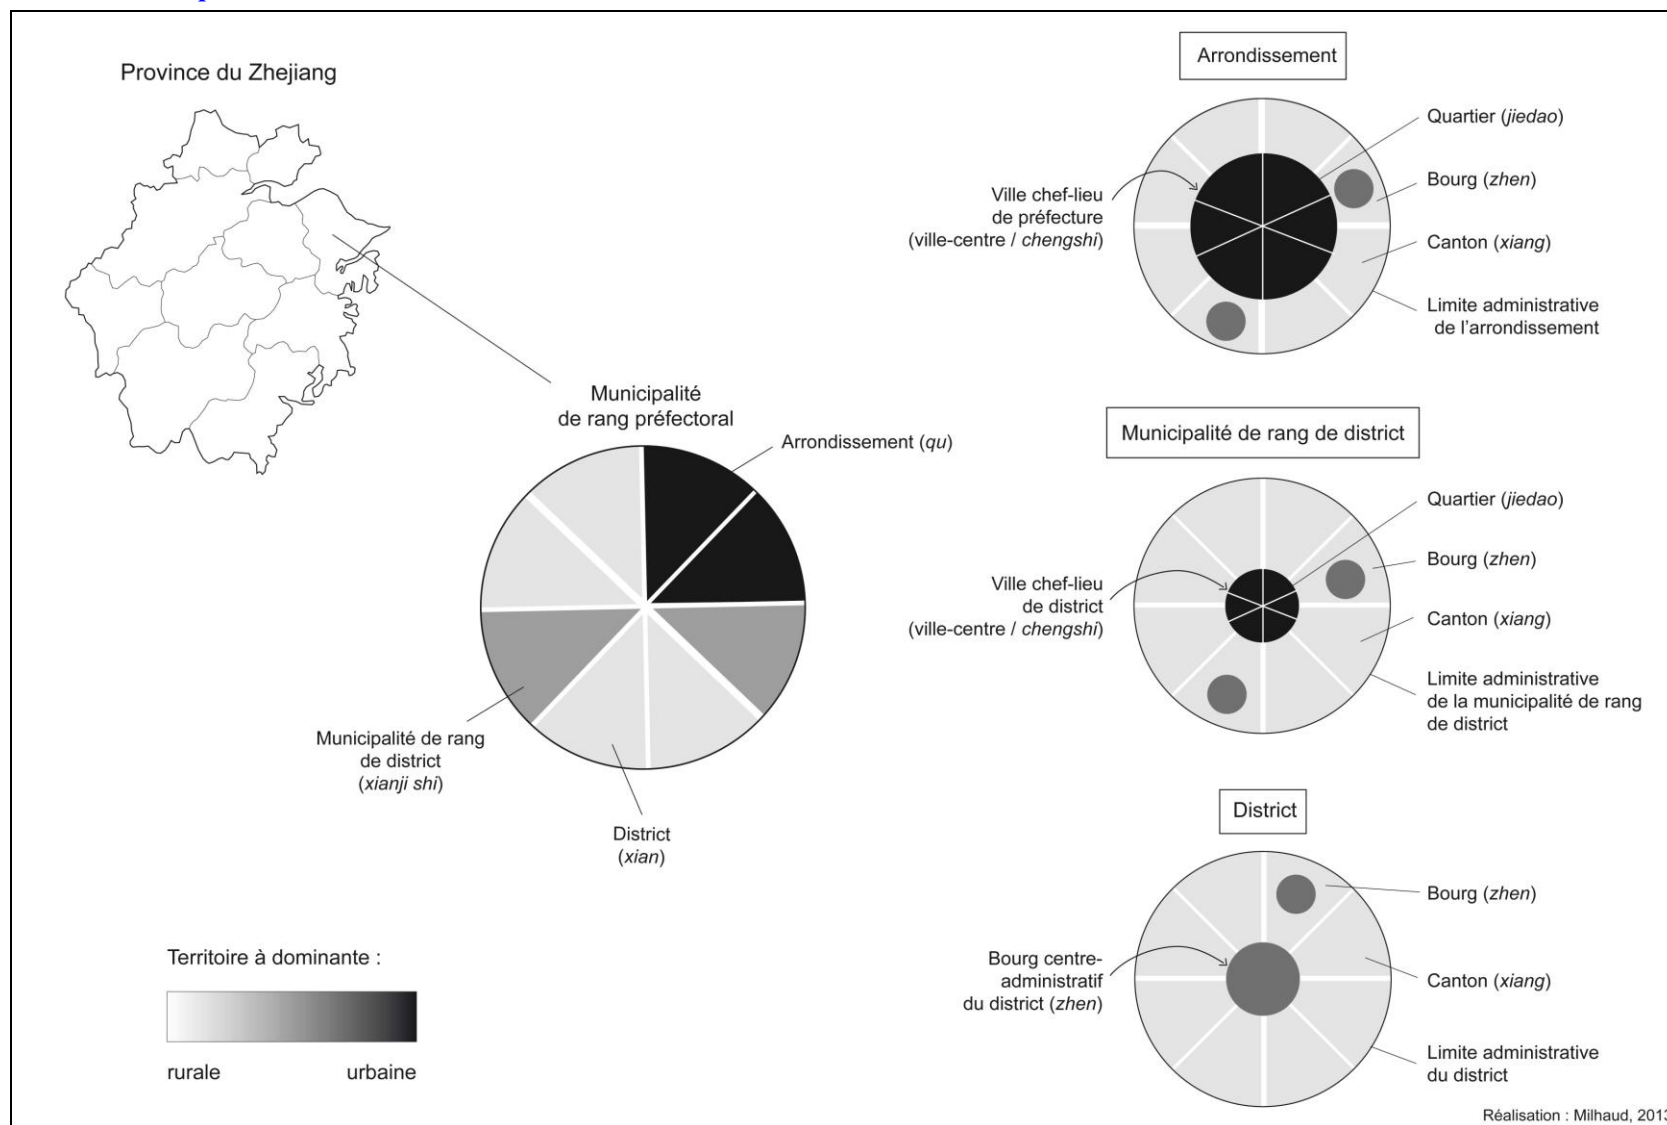 Province du Zhejiang
Municipalité
de rang préfectoral
Arrondissement (qu)
Municipalité de rang
de district
(xianji shi)
District
(xian)
Territoire à dominante :
rurale
urbaine
Arrondissement
Ville chef-lieu
de préfecture
(ville-centre / chengshi)
Quartier (jiedao)
Bourg (zhen)
Canton (xiang)
Limite administrative
de l'arrondissement
Municipalité de rang de district
Ville chef-lieu
de district
(ville-centre / chengshi)
Quartier (jiedao)
Bourg (zhen)
Canton (xiang)
Limite administrative
de la municipalité de rang
de district
District
Bourg centre-
administratif
du district (zhen)
Bourg (zhen)
Canton (xiang)
Limite administrative
du district
Réalisation : Milhaud, 2013